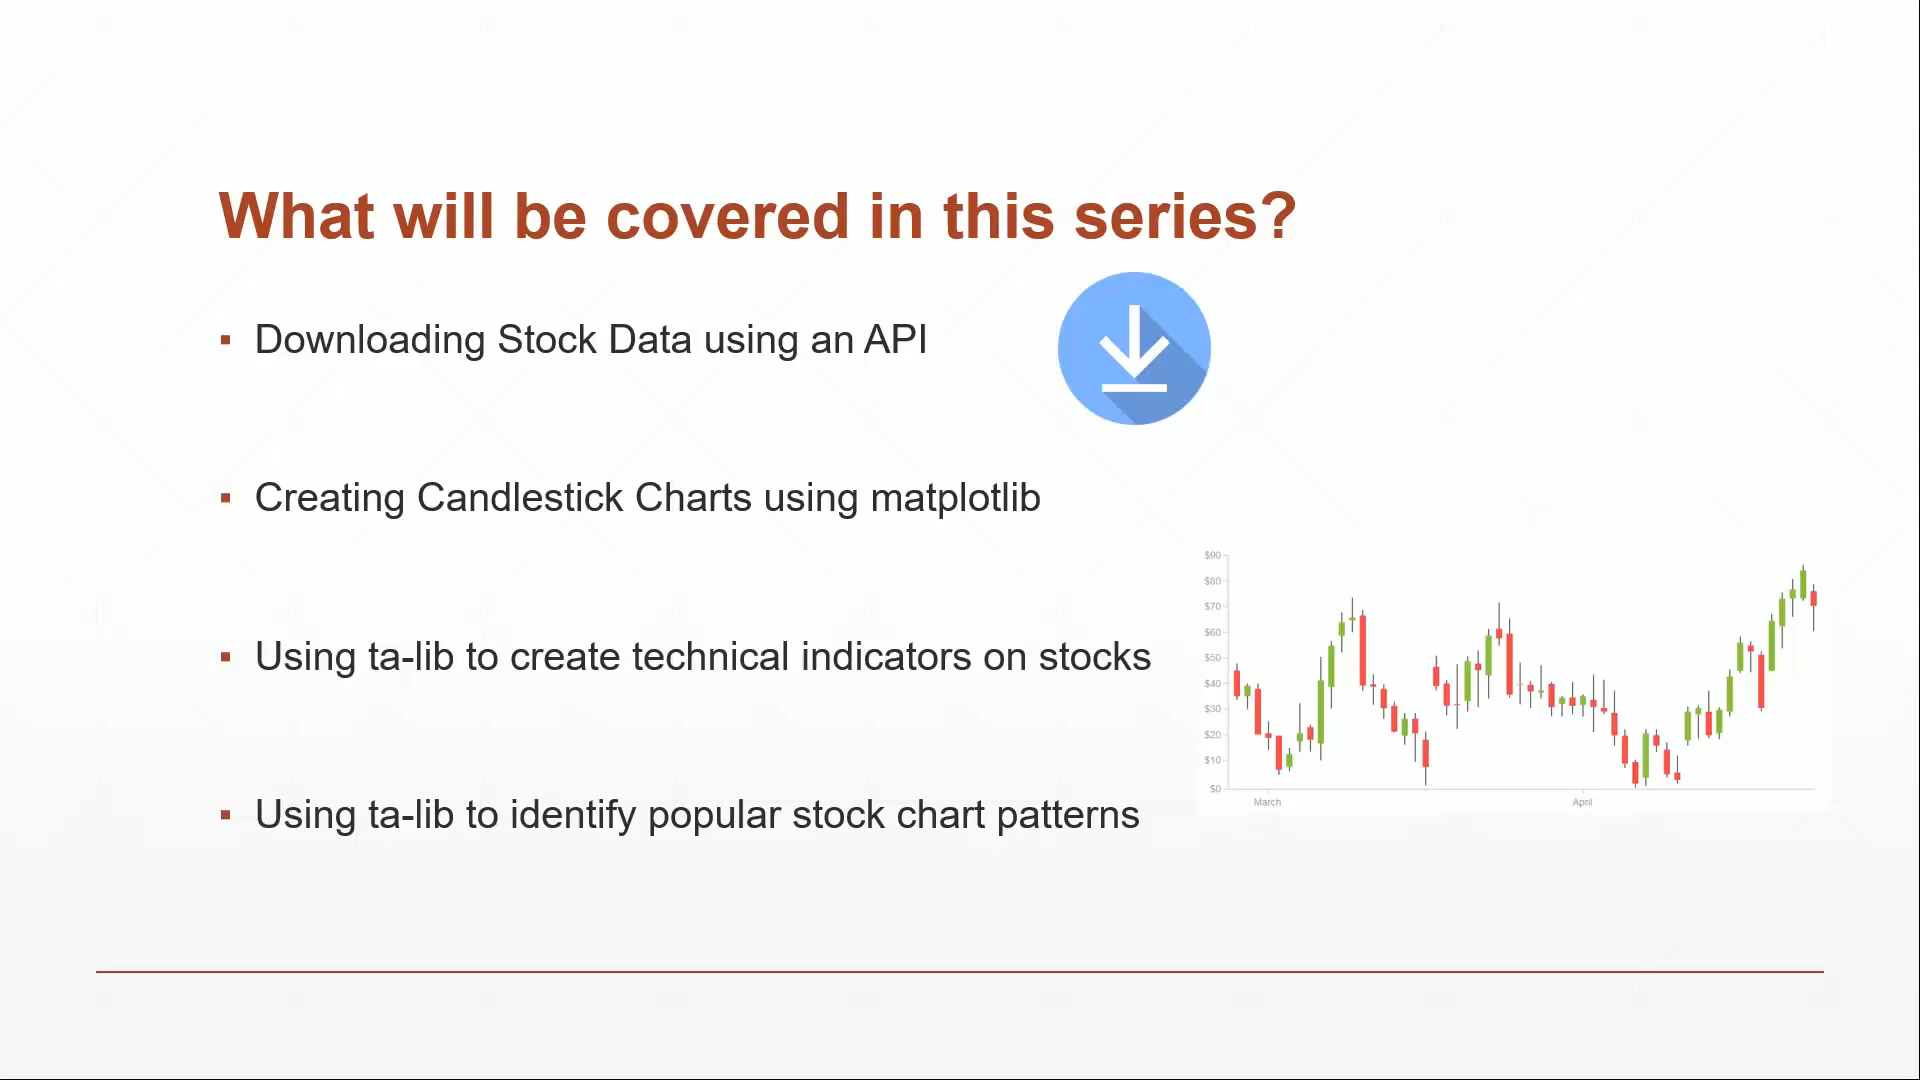 What will be covered in this series?
▪ Downloading Stock Data using an API
▪ Creating Candlestick Charts using matplotlib
▪ Using ta-lib to create technical indicators on stocks
▪ Using ta-lib to identify popular stock chart patterns
$90
$80
$70
$60
$50
$40
$30
$20
$10
$0
March April